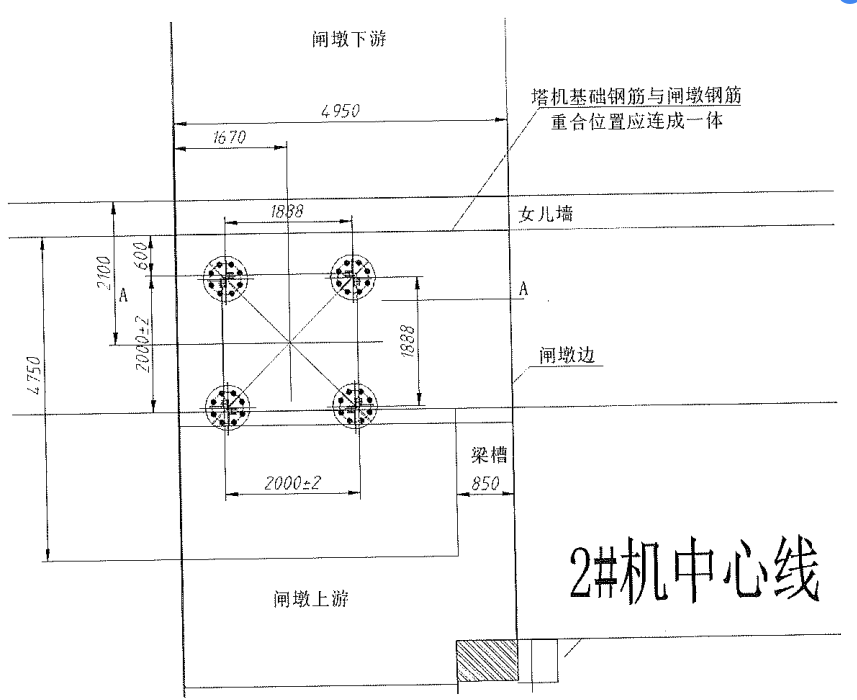 闸墩下游
塔机基础钢筋与闸墩钢筋
重合位置应连成一体
4950
1670
1888
女儿墙
600
2100
A
A
2000±2
1888
4750
闸墩边
梁槽
2000±2
850
2#机中心线
闸墩上游